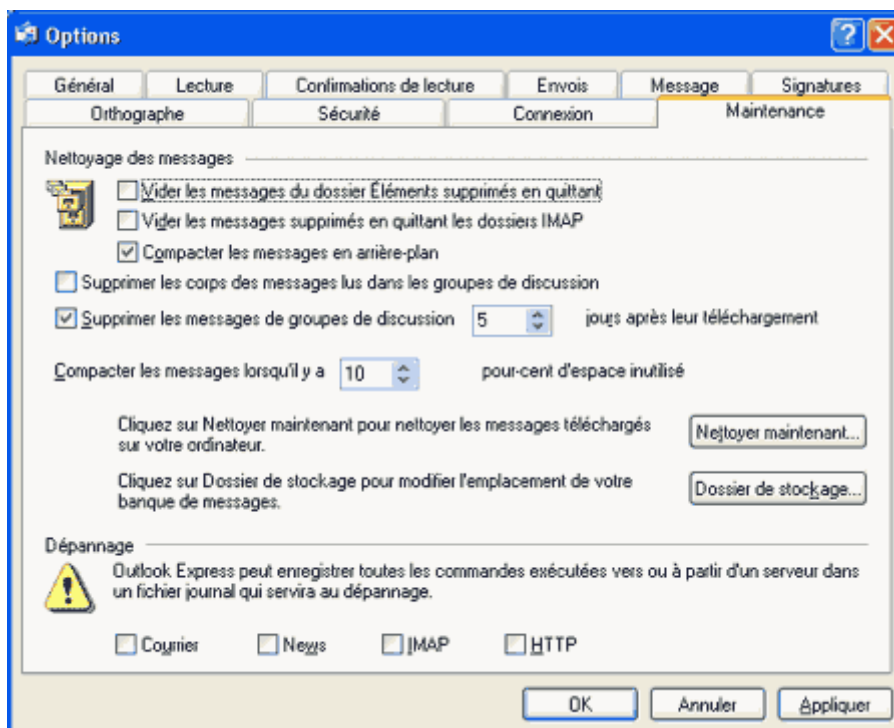 Options
Général Lecture Confirmations de lecture Envois Message Signatures
Orthographe Sécurité Connexion Maintenance
Nettoyage des messages
Vider les messages du dossier Éléments supprimés en quittant
Vider les messages supprimés en quittant les dossiers IMAP
Compacter les messages en arrière-plan
Supprimer les corps des messages lus dans les groupes de discussion
Supprimer les messages de groupes de discussion 5 jours après leur téléchargement
Compacter les messages lorsqu'il y a 10 pour-cent d'espace inutilisé
Cliquez sur Nettoyer maintenant pour nettoyer les messages téléchargés
sur votre ordinateur.
Nettoyer maintenant...
Cliquez sur Dossier de stockage pour modifier l'emplacement de votre
banque de messages.
Dossier de stockage...
Dépannage
Outlook Express peut enregistrer toutes les commandes exécutées vers ou à partir d'un serveur dans
un fichier journal qui servira au dépannage.
Courrier News IMAP HTTP
OK Annuler Appliquer